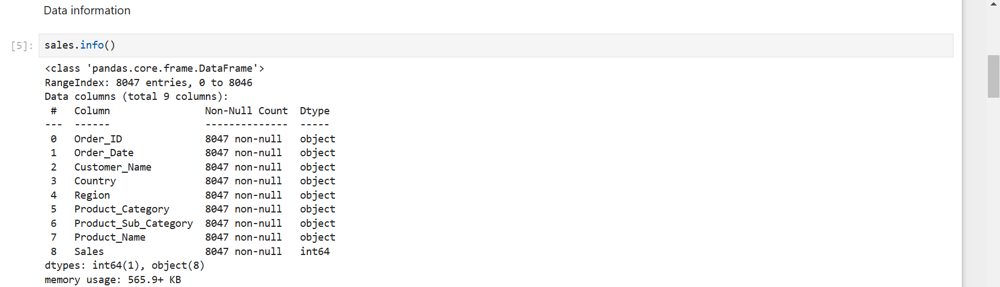 Data information
[5]: sales.info()
<class 'pandas.core.frame.DataFrame'>
RangeIndex: 8047 entries, 0 to 8046
Data columns (total 9 columns):
 #   Column                Non-Null Count  Dtype
---  ------                --------------  -----
 0   Order_ID              8047 non-null   object
 1   Order_Date            8047 non-null   object
 2   Customer_Name         8047 non-null   object
 3   Country               8047 non-null   object
 4   Region                8047 non-null   object
 5   Product_Category      8047 non-null   object
 6   Product_Sub_Category  8047 non-null   object
 7   Product_Name          8047 non-null   object
 8   Sales                 8047 non-null   int64
dtypes: int64(1), object(8)
memory usage: 565.9+ KB